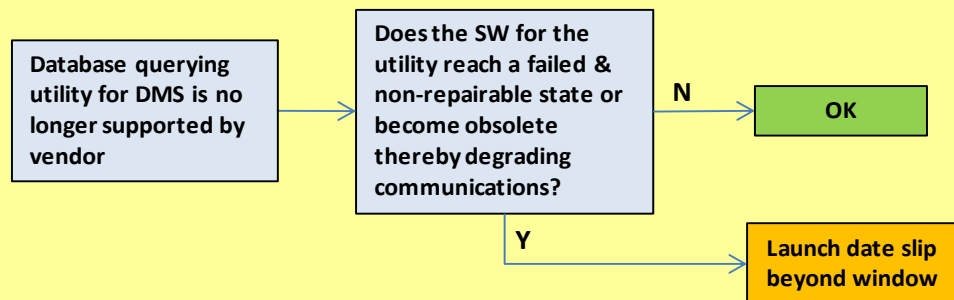 Database querying
utility for DMS is no
longer supported by
vendor
Does the SW for the
utility reach a failed &
non-repairable state or
become obsolete
thereby degrading
communications?
N
OK
Y
Launch date slip
beyond window